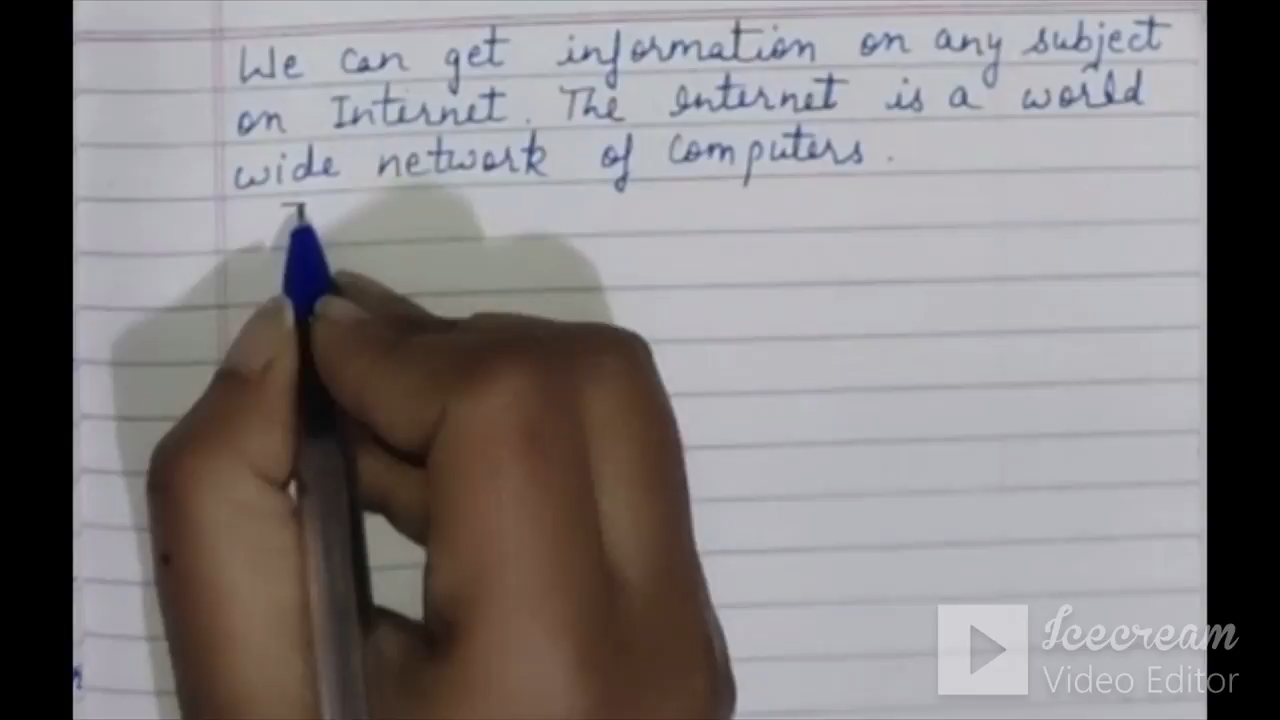 We can get information on any subject
on Internet. The Internet is a world
wide network of computers.
Icecream
Video Editor